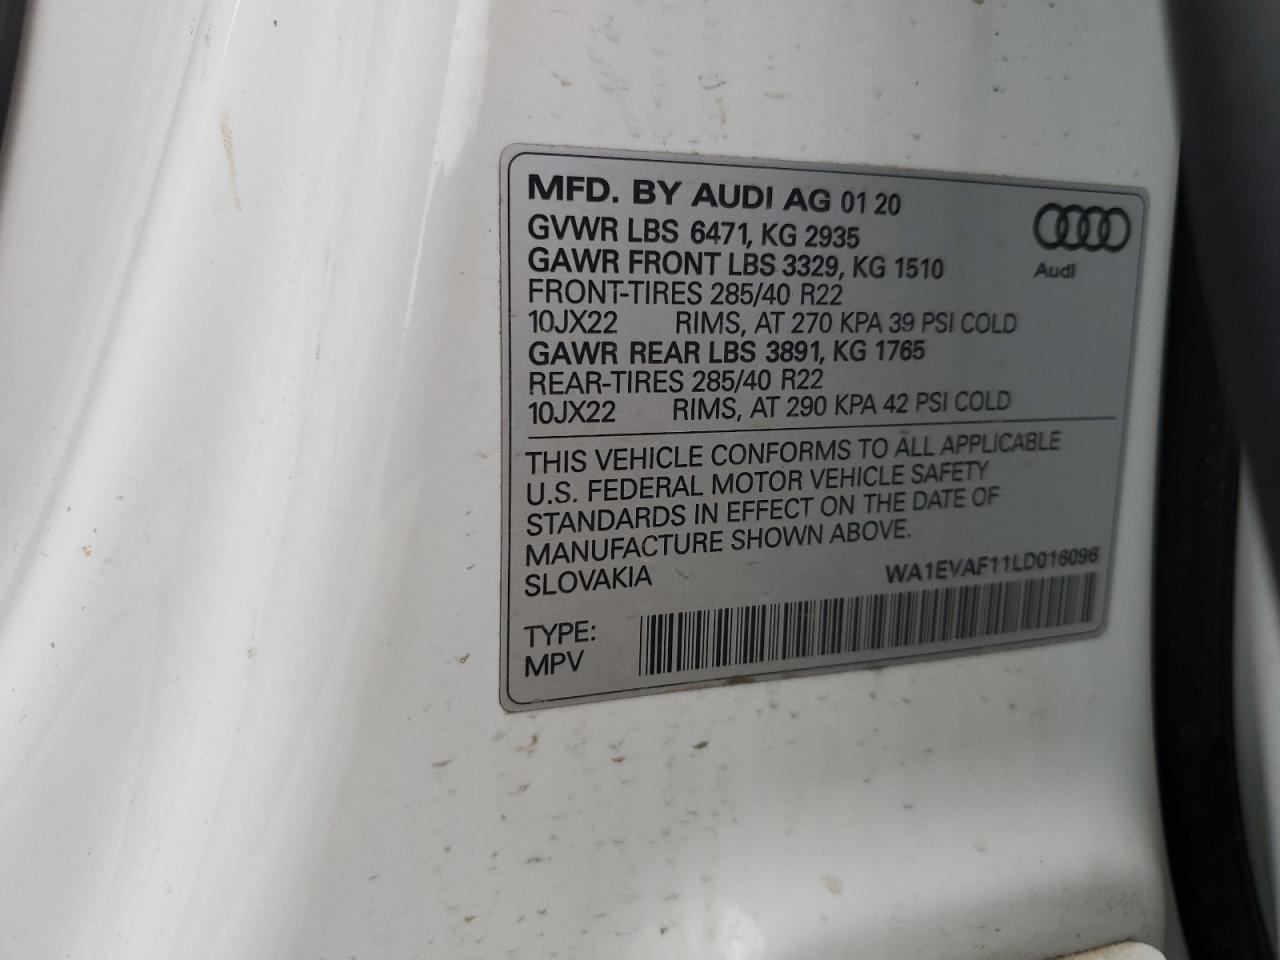 MFD. BY AUDI AG 01 20
GVWR LBS 6471, KG 2935
GAWR FRONT LBS 3329, KG 1510
FRONT-TIRES 285/40 R22
10JX22 RIMS, AT 270 KPA 39 PSI COLD
GAWR REAR LBS 3891, KG 1765
REAR-TIRES 285/40 R22
10JX22 RIMS, AT 290 KPA 42 PSI COLD
Audi
THIS VEHICLE CONFORMS TO ALL APPLICABLE
U.S. FEDERAL MOTOR VEHICLE SAFETY
STANDARDS IN EFFECT ON THE DATE OF
MANUFACTURE SHOWN ABOVE.
SLOVAKIA
WA1EVAF11LD016096
TYPE:
MPV